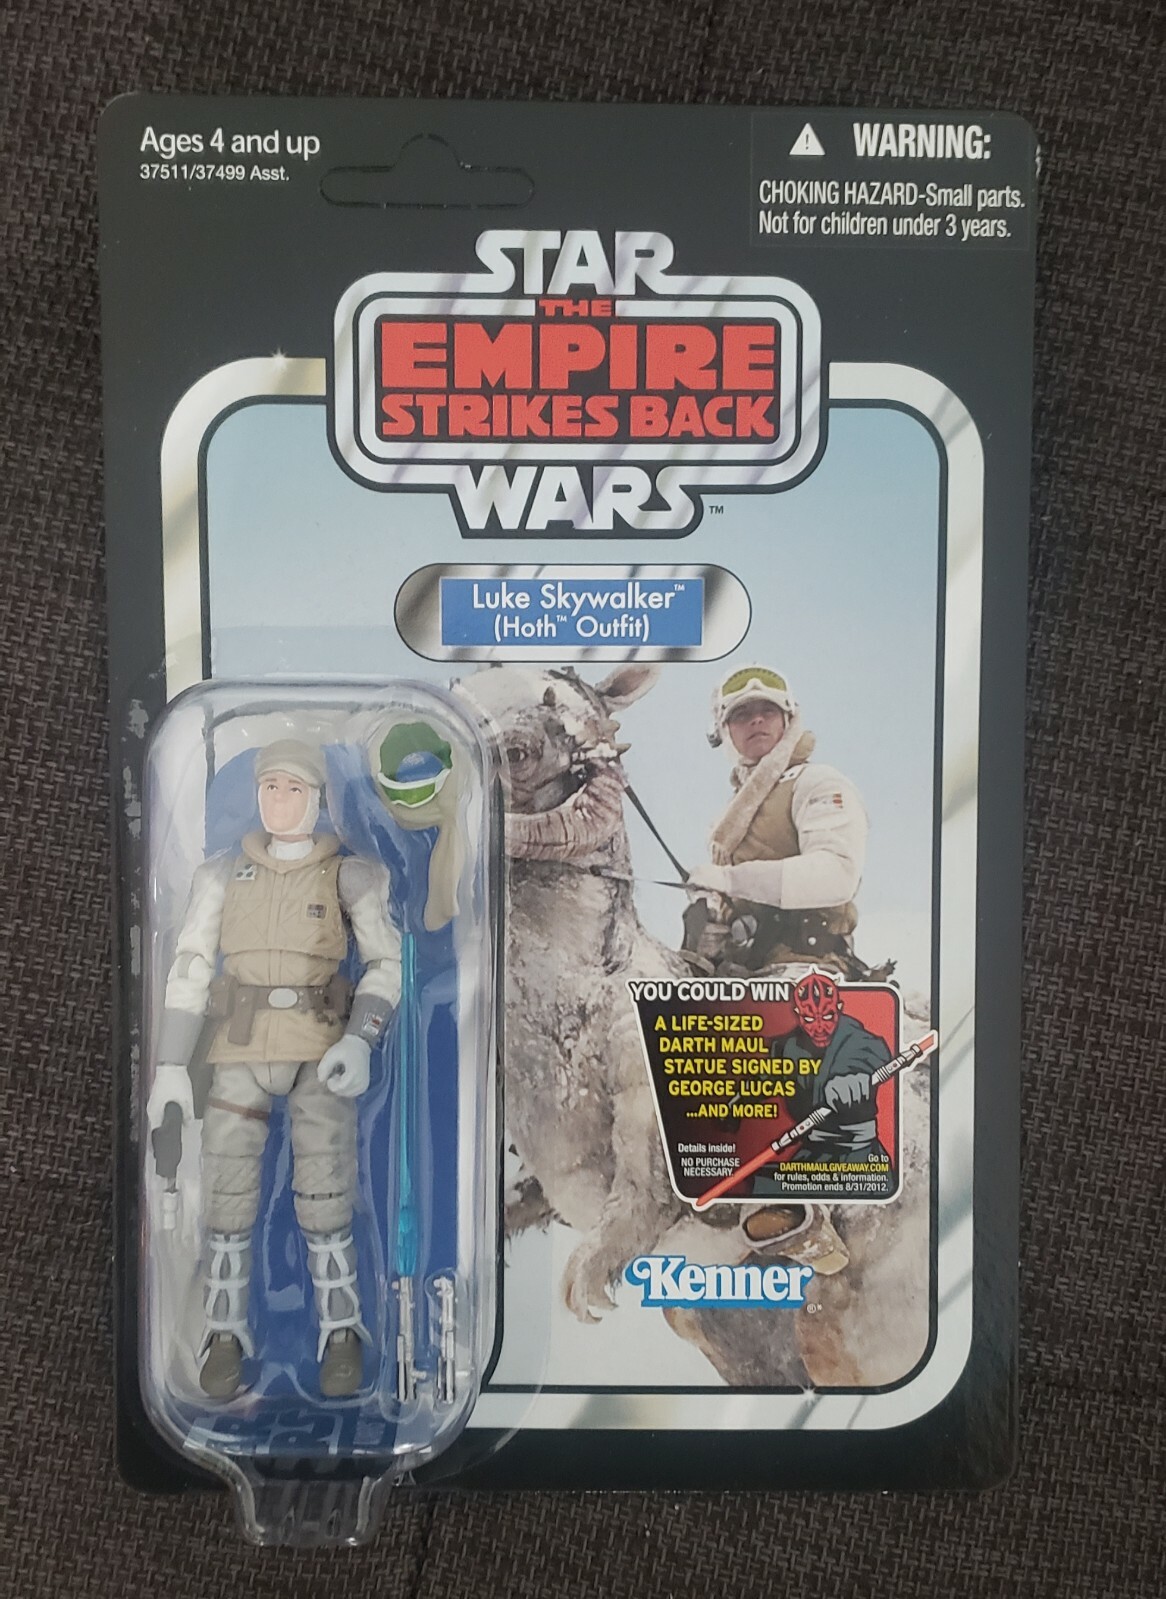 Ages 4 and up
37511/37499 Asst.
⚠ WARNING:
CHOKING HAZARD-Small parts.
Not for children under 3 years.
STAR
THE
EMPIRE
STRIKES BACK
WARS™
Luke Skywalker™
(Hoth™ Outfit)
YOU COULD WIN
A LIFE-SIZED
DARTH MAUL
STATUE SIGNED BY
GEORGE LUCAS
...AND MORE!
Details inside!
NO PURCHASE
NECESSARY.
Go to
DARTHMAULGIVEAWAY.COM
for rules, odds & information.
Promotion ends 8/31/2012.
Kenner®*